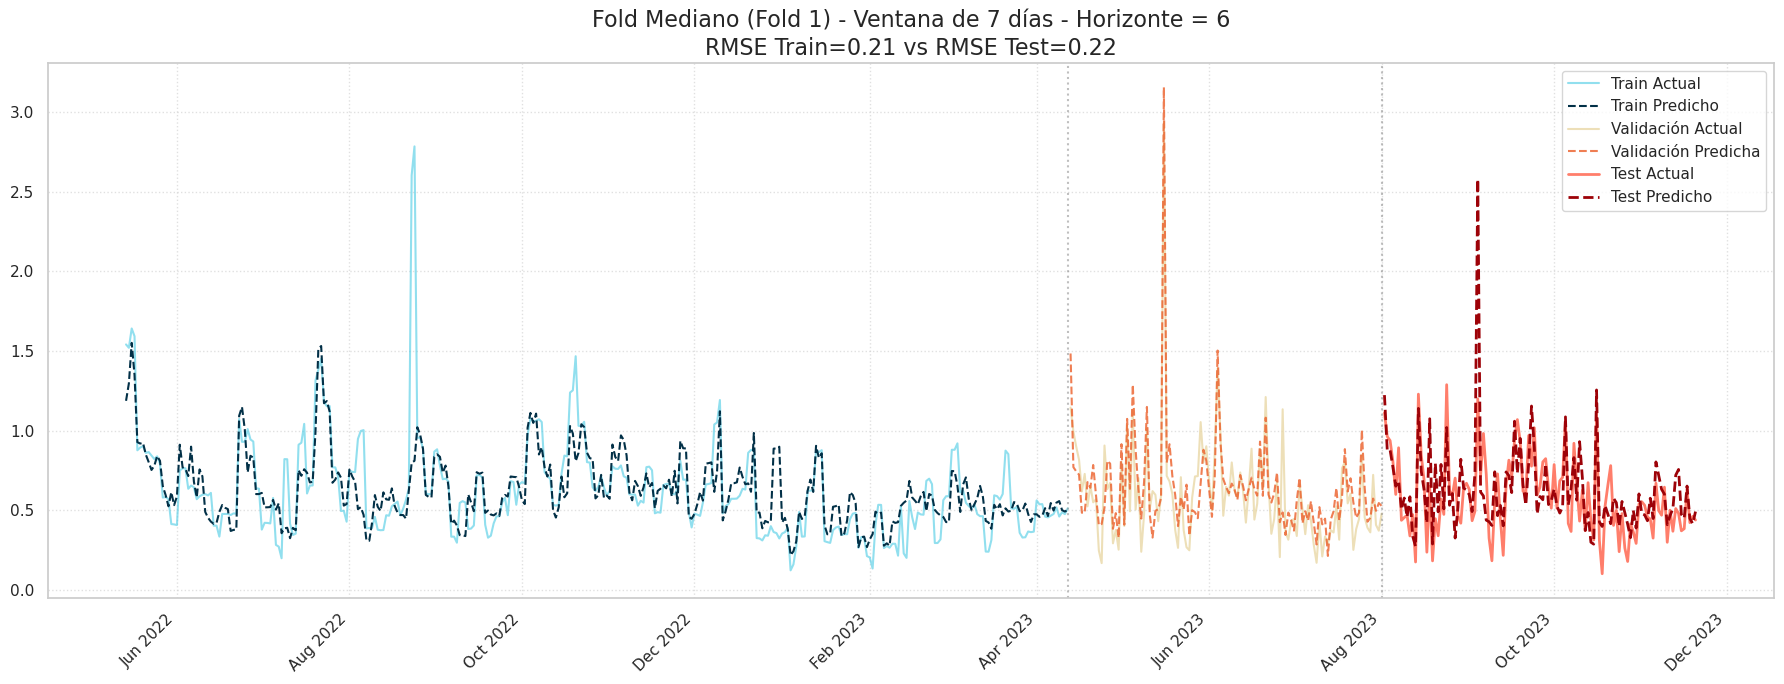 Fold Mediano (Fold 1) - Ventana de 7 días - Horizonte = 6
RMSE Train=0.21 vs RMSE Test=0.22
Train Actual
Train Predicho
Validación Actual
Validación Predicha
Test Actual
Test Predicho
3.0
2.5
2.0
1.5
1.0
0.5
0.0
Jun 2022
Aug 2022
Oct 2022
Dec 2022
Feb 2023
Apr 2023
Jun 2023
Aug 2023
Oct 2023
Dec 2023